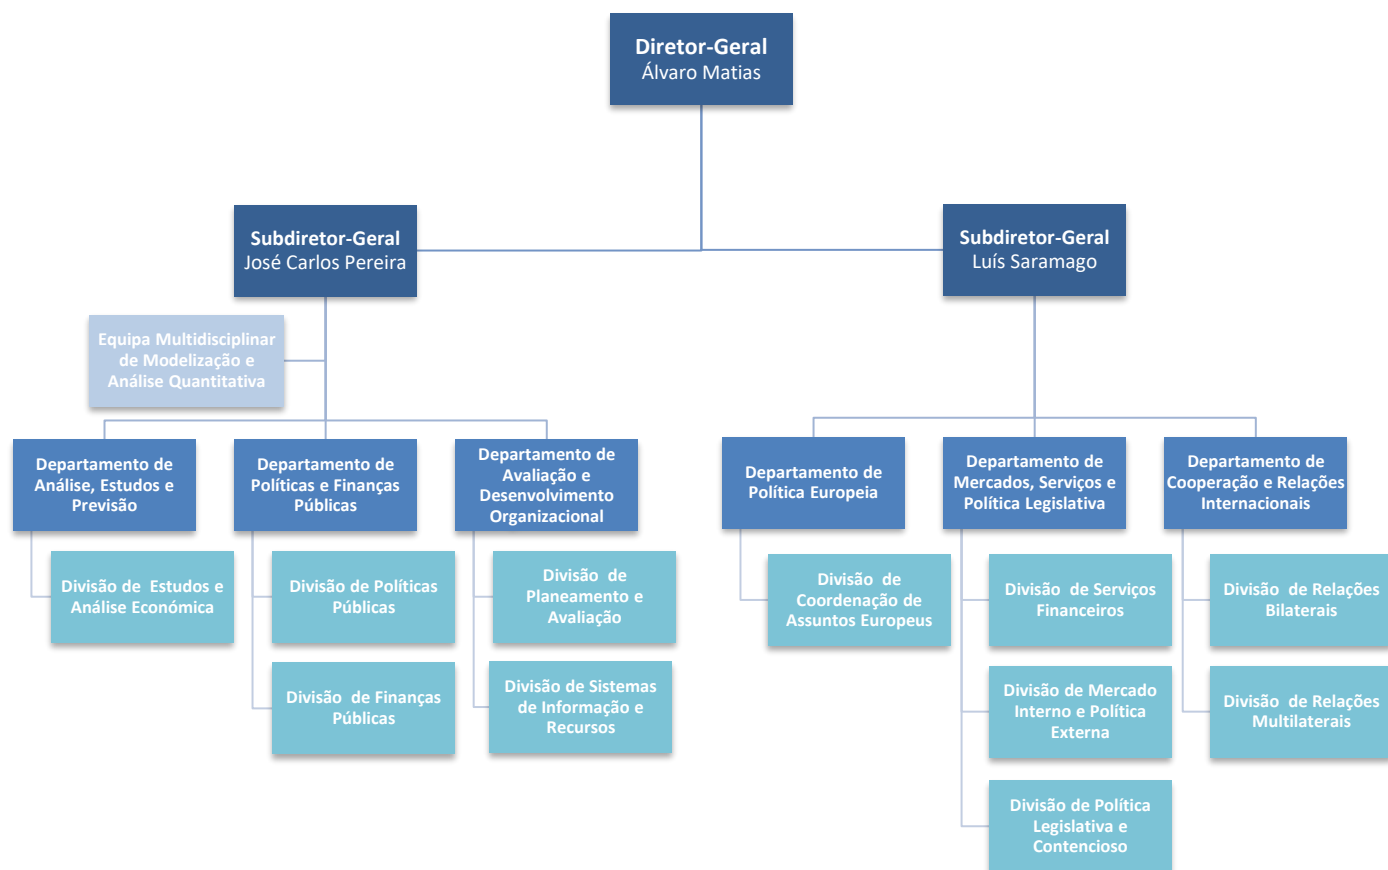 Diretor-Geral
Álvaro Matias
Subdiretor-Geral
José Carlos Pereira
Subdiretor-Geral
Luís Saramago
Equipa Multidisciplinar
de Modelização e
Análise Quantitativa
Departamento de
Análise, Estudos e
Previsão
Departamento de
Políticas e Finanças
Públicas
Departamento de
Avaliação e
Desenvolvimento
Organizacional
Departamento de
Política Europeia
Departamento de
Mercados, Serviços e
Política Legislativa
Departamento de
Cooperação e Relações
Internacionais
Divisão de Estudos e
Análise Económica
Divisão de Políticas
Públicas
Divisão de
Planeamento e
Avaliação
Divisão de
Coordenação de
Assuntos Europeus
Divisão de Serviços
Financeiros
Divisão de Relações
Bilaterais
Divisão de Finanças
Públicas
Divisão de Sistemas
de Informação e
Recursos
Divisão de Mercado
Interno e Política
Externa
Divisão de Relações
Multilaterais
Divisão de Política
Legislativa e
Contencioso